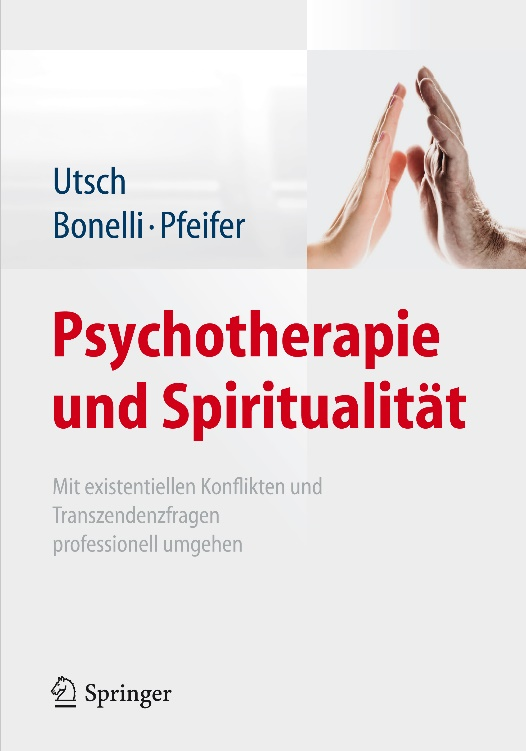 Utsch
Bonelli · Pfeifer
Psychotherapie
und Spiritualität
Mit existentiellen Konflikten und
Transzendenzfragen
professionell umgehen
Springer